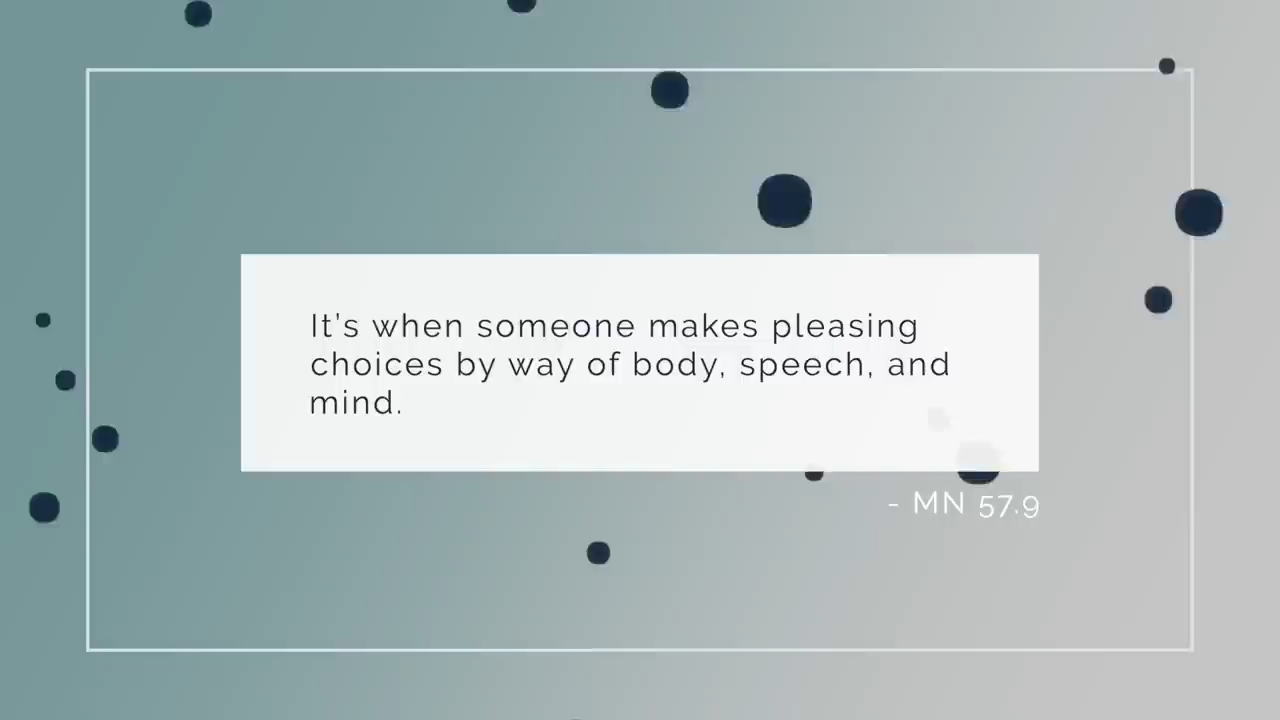 It’s when someone makes pleasing
choices by way of body, speech, and
mind.
- MN 57.9